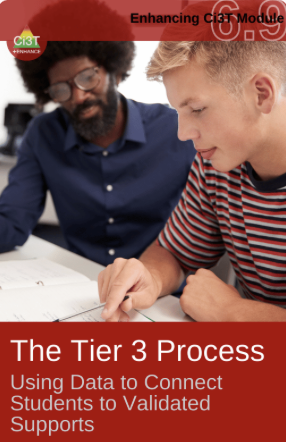 Enhancing Ci3T Module
6.9
CI3T
ENHANCE
The Tier 3 Process
Using Data to Connect
Students to Validated
Supports